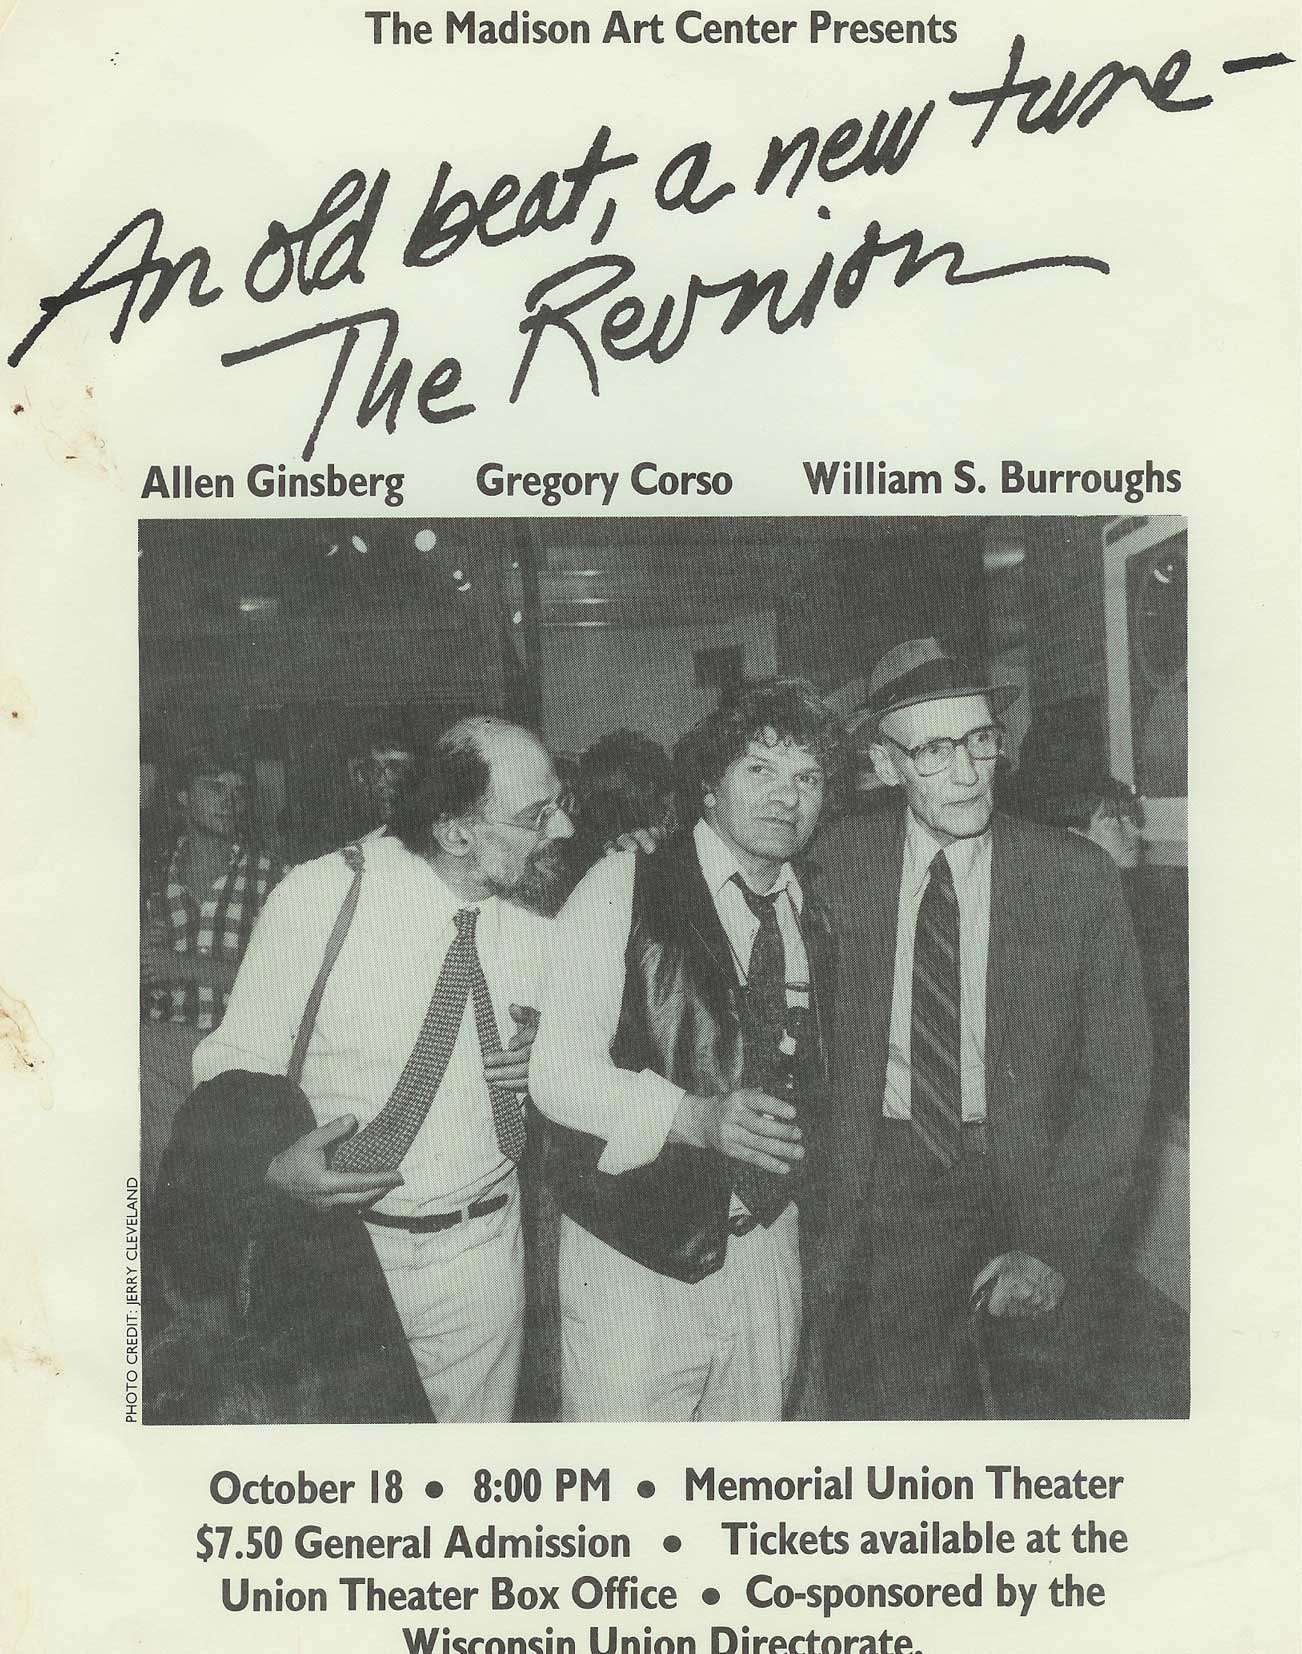 The Madison Art Center Presents
An old beat, a new tune –
The Reunion
Allen Ginsberg Gregory Corso William S. Burroughs
PHOTO CREDIT: JERRY CLEVELAND
October 18 • 8:00 PM • Memorial Union Theater
$7.50 General Admission • Tickets available at the
Union Theater Box Office • Co-sponsored by the
Wisconsin Union Directorate.